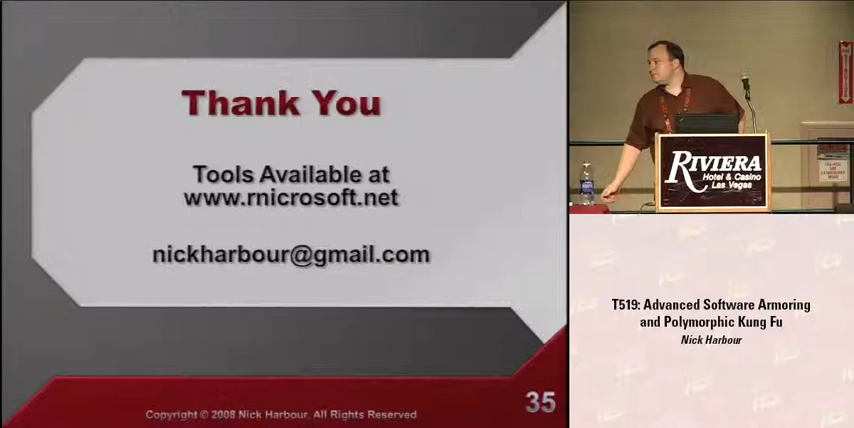 Thank You
Tools Available at
www.rnicrosoft.net
nickharbour@gmail.com
Copyright © 2008 Nick Harbour. All Rights Reserved
35
RIVIERA
Hotel & Casino
Las Vegas
T519: Advanced Software Armoring
and Polymorphic Kung Fu
Nick Harbour